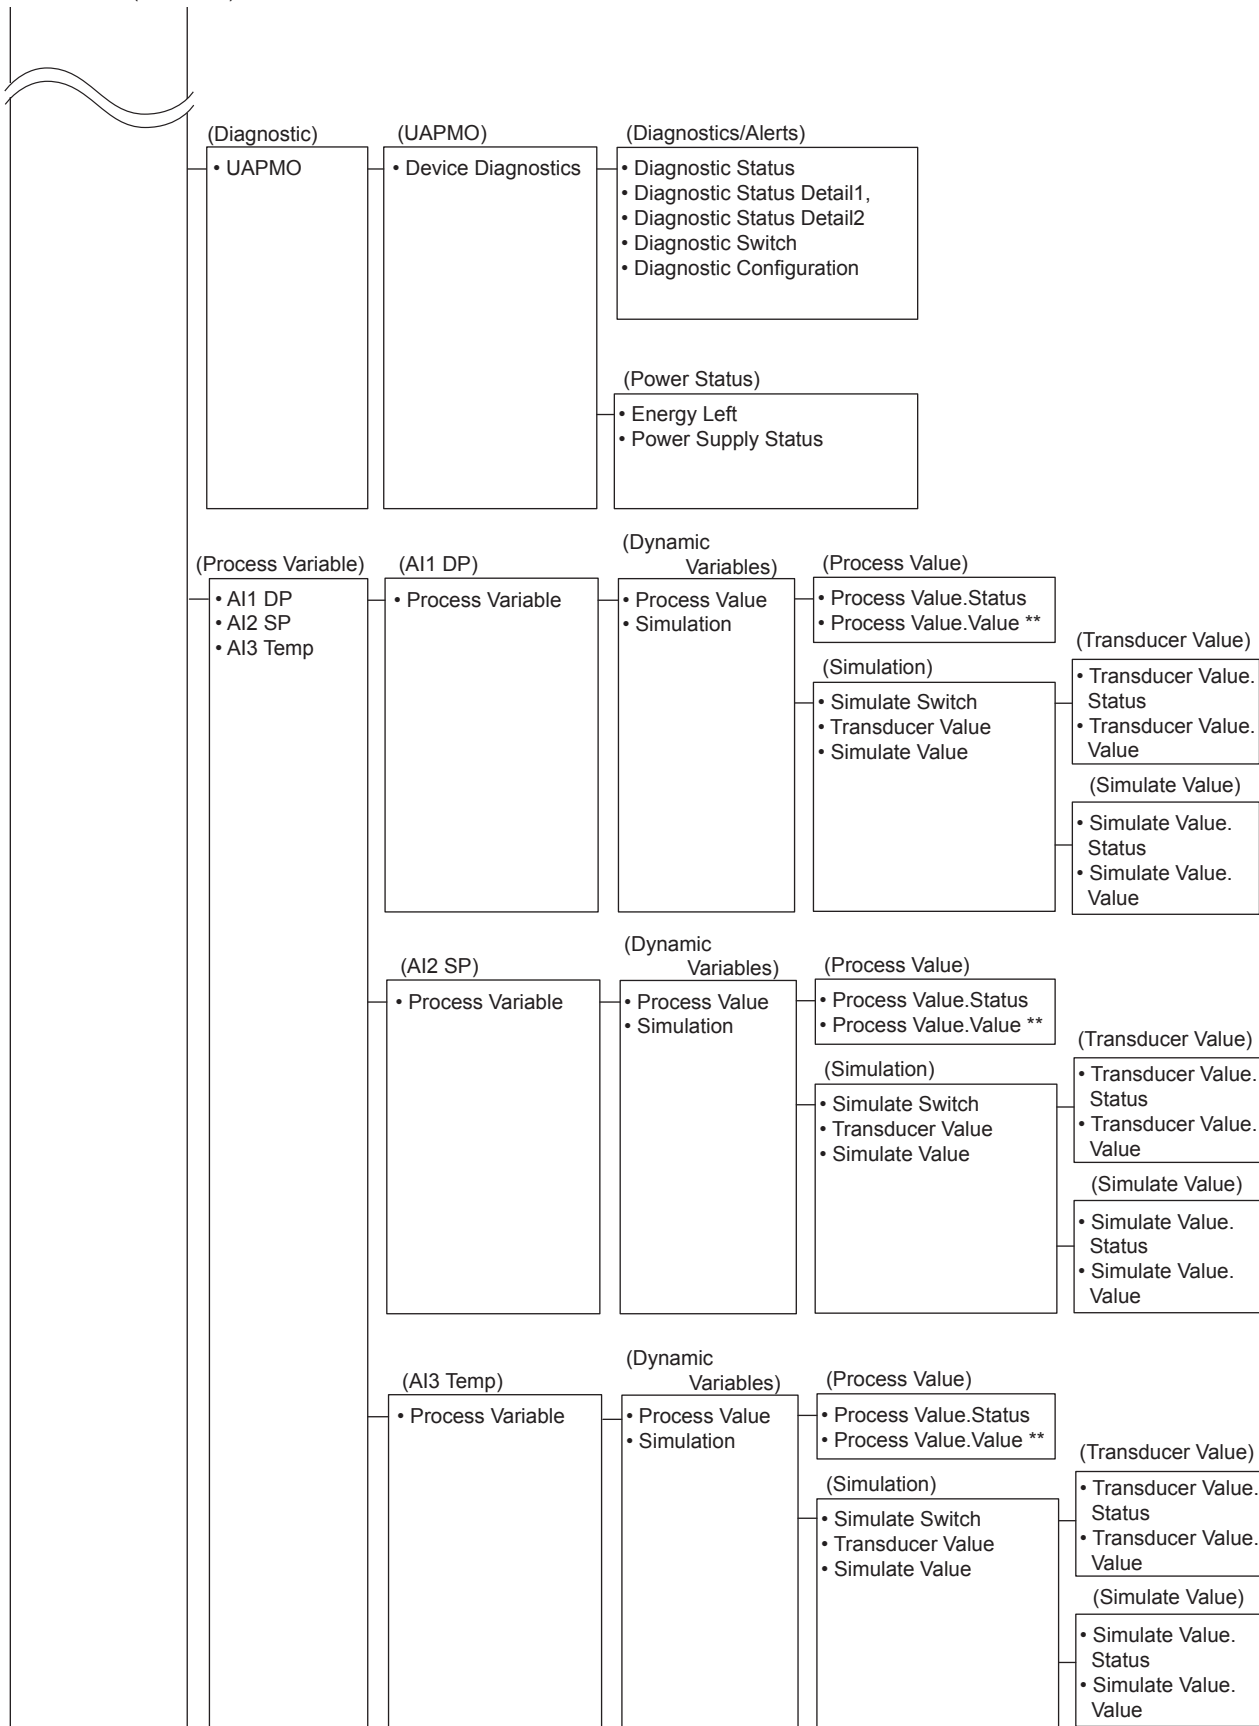 (Diagnostic)
• UAPMO
(UAPMO)
• Device Diagnostics
(Diagnostics/Alerts)
• Diagnostic Status
• Diagnostic Status Detail1,
• Diagnostic Status Detail2
• Diagnostic Switch
• Diagnostic Configuration
(Power Status)
• Energy Left
• Power Supply Status
(Process Variable)
• AI1 DP
• AI2 SP
• AI3 Temp
(AI1 DP)
• Process Variable
(Dynamic
Variables)
• Process Value
• Simulation
(Process Value)
• Process Value.Status
• Process Value.Value **
(Simulation)
• Simulate Switch
• Transducer Value
• Simulate Value
(Transducer Value)
• Transducer Value.
Status
• Transducer Value.
Value
(Simulate Value)
• Simulate Value.
Status
• Simulate Value.
Value
(AI2 SP)
• Process Variable
(Dynamic
Variables)
• Process Value
• Simulation
(Process Value)
• Process Value.Status
• Process Value.Value **
(Simulation)
• Simulate Switch
• Transducer Value
• Simulate Value
(Transducer Value)
• Transducer Value.
Status
• Transducer Value.
Value
(Simulate Value)
• Simulate Value.
Status
• Simulate Value.
Value
(AI3 Temp)
• Process Variable
(Dynamic
Variables)
• Process Value
• Simulation
(Process Value)
• Process Value.Status
• Process Value.Value **
(Simulation)
• Simulate Switch
• Transducer Value
• Simulate Value
(Transducer Value)
• Transducer Value.
Status
• Transducer Value.
Value
(Simulate Value)
• Simulate Value.
Status
• Simulate Value.
Value